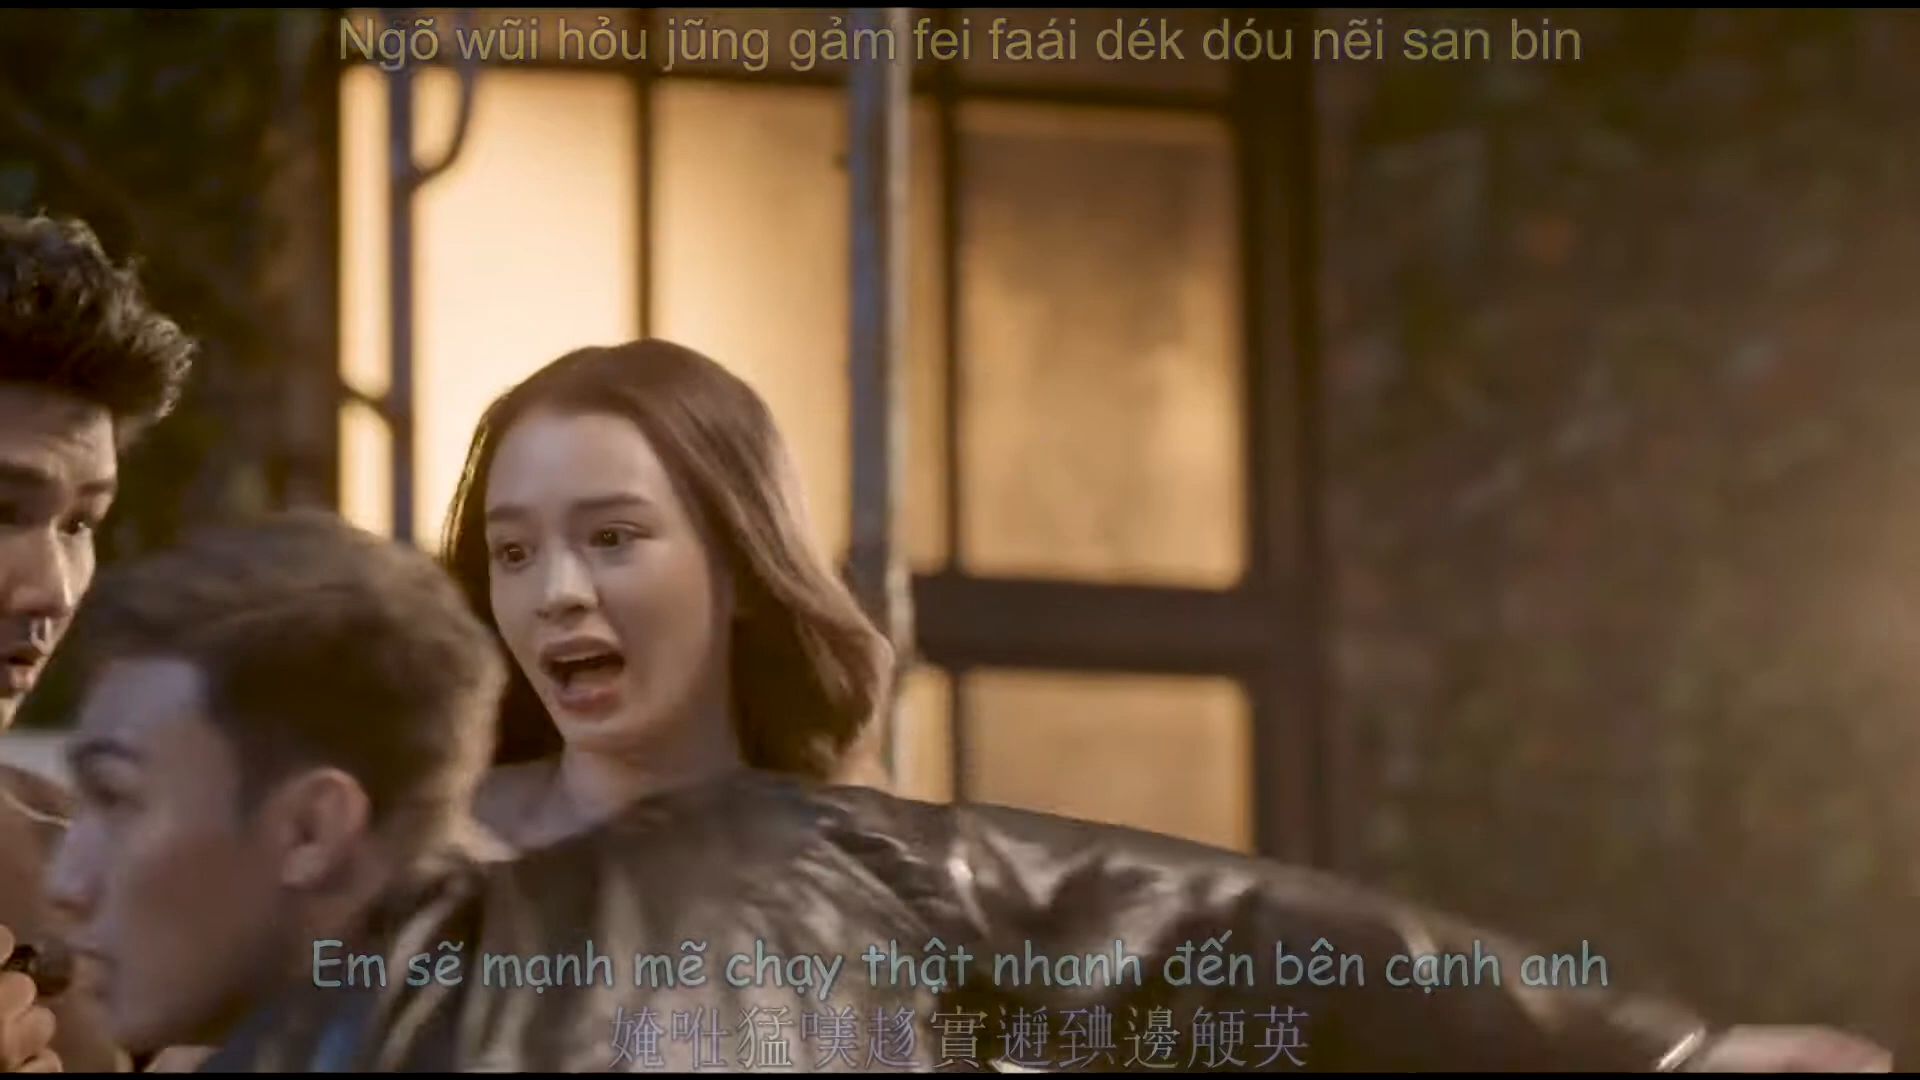 Ngõ wũi hỏu jũng gảm fei faái dék dóu nẽi san bin
Em sẽ mạnh mẽ chạy thật nhanh đến bên cạnh anh
猛 實 邊 英